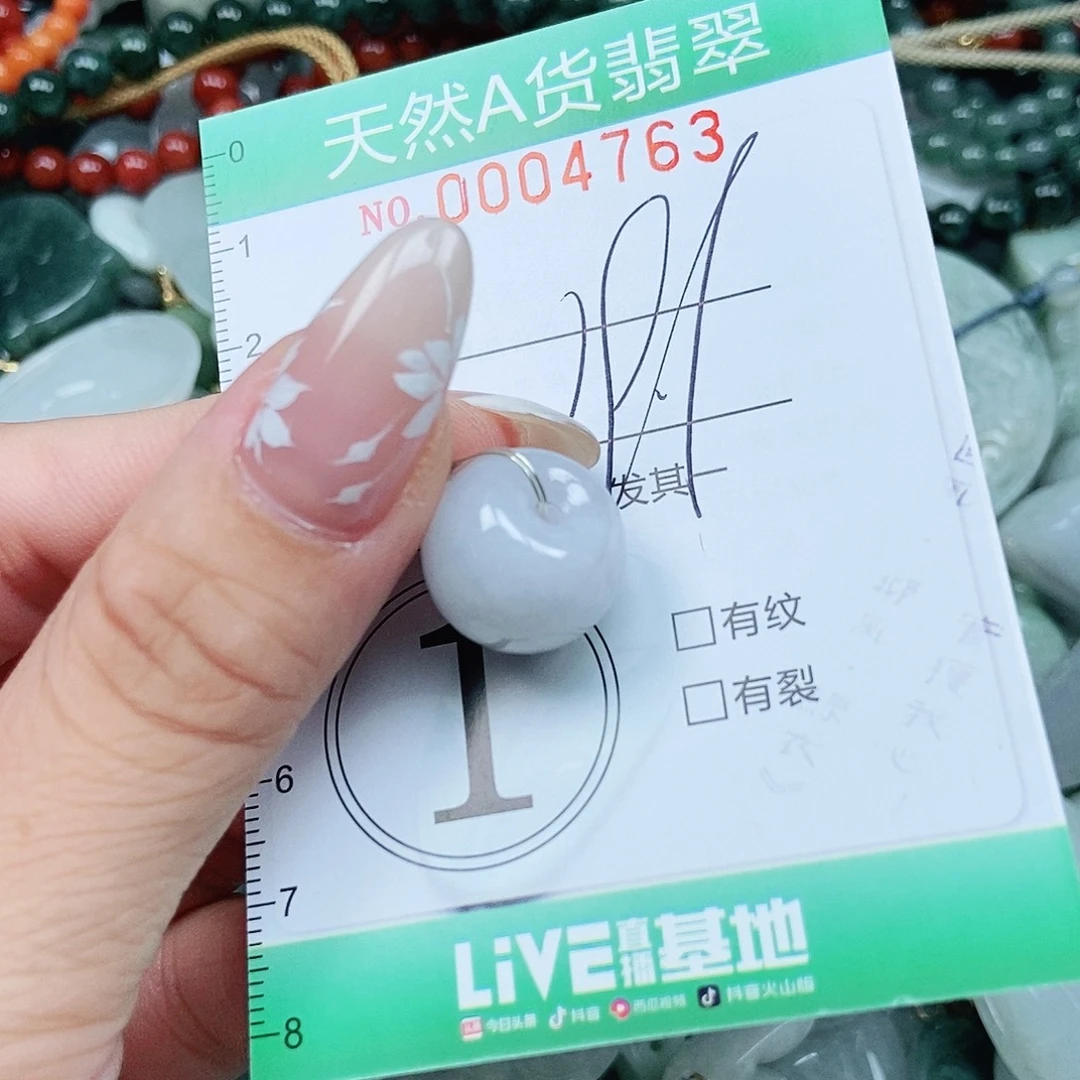 天然A货翡翠
NO. 0004763
0
1
2
发其
1
□有纹
□有裂
6
7
8
LiVE直播基地
今日头条 抖音 西瓜视频 抖音火山版